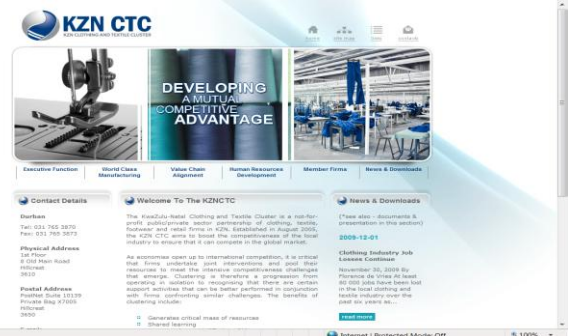 KZN CTC
KZN CLOTHING AND TEXTILE CLUSTER
home site map links contacts
DEVELOPING
A MUTUAL
COMPETITIVE
ADVANTAGE
Executive Function
World Class
Manufacturing
Value Chain
Alignment
Human Resources
Development
Member Firms
News & Downloads
Contact Details
Durban
Tel: 031 765 3870
Fax: 031 765 3873
Physical Address
1st Floor
8 Old Main Road
Hillcrest
3610
Postal Address
PostNet Suite 10139
Private Bag X7005
Hillcrest
3650
Welcome To The KZNCTC
The KwaZulu-Natal Clothing and Textile Cluster is a not-for-
profit public/private sector partnership of clothing, textile,
footwear and retail firms in KZN. Established in August 2005,
the KZN CTC aims to boost the competitiveness of the local
industry to ensure that it can compete in the global market.
As economies open up to international competition, it is critical
that firms undertake joint interventions and pool their
resources to meet the intensive competitiveness challenges
that emerge. Clustering is therefore a progression from
operating in isolation to recognising that there are certain
support activities that can be better performed in conjunction
with firms confronting similar challenges. The benefits of
clustering include:
Generates critical mass of resources
Shared learning
News & Downloads
(*see also - documents &
presentation in this section)
2009-12-01
Clothing Industry Job
Losses Continue
November 30, 2009 By
Florence de Vries At least
80 000 jobs have been lost
in the local clothing and
textile industry over the
past six years as...
read more
Internet | Protected Mode: Off
100%